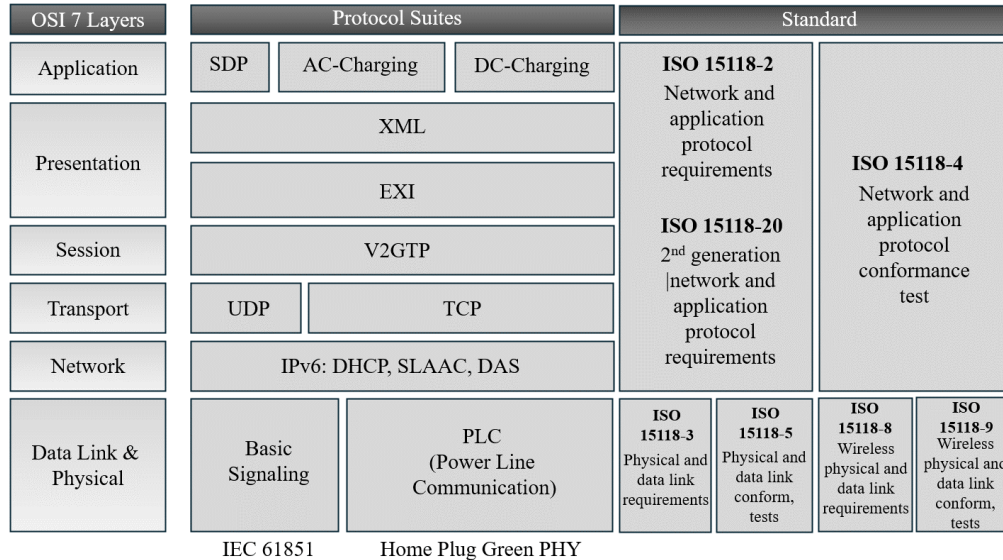 OSI 7 Layers
Protocol Suites
Standard
Application
SDP
AC-Charging
DC-Charging
ISO 15118-2
Network and
application
protocol
requirements
ISO 15118-20
2nd generation
|network and
application
protocol
requirements
ISO 15118-4
Network and
application
protocol
conformance
test
Presentation
XML
EXI
Session
V2GTP
Transport
UDP
TCP
Network
IPv6: DHCP, SLAAC, DAS
Data Link &
Physical
Basic
Signaling
PLC
(Power Line
Communication)
ISO
15118-3
Physical and
data link
requirements
ISO
15118-5
Physical and
data link
conform,
tests
ISO
15118-8
Wireless
physical and
data link
requirements
ISO
15118-9
Wireless
physical and
data link
conform,
tests
IEC 61851
Home Plug Green PHY